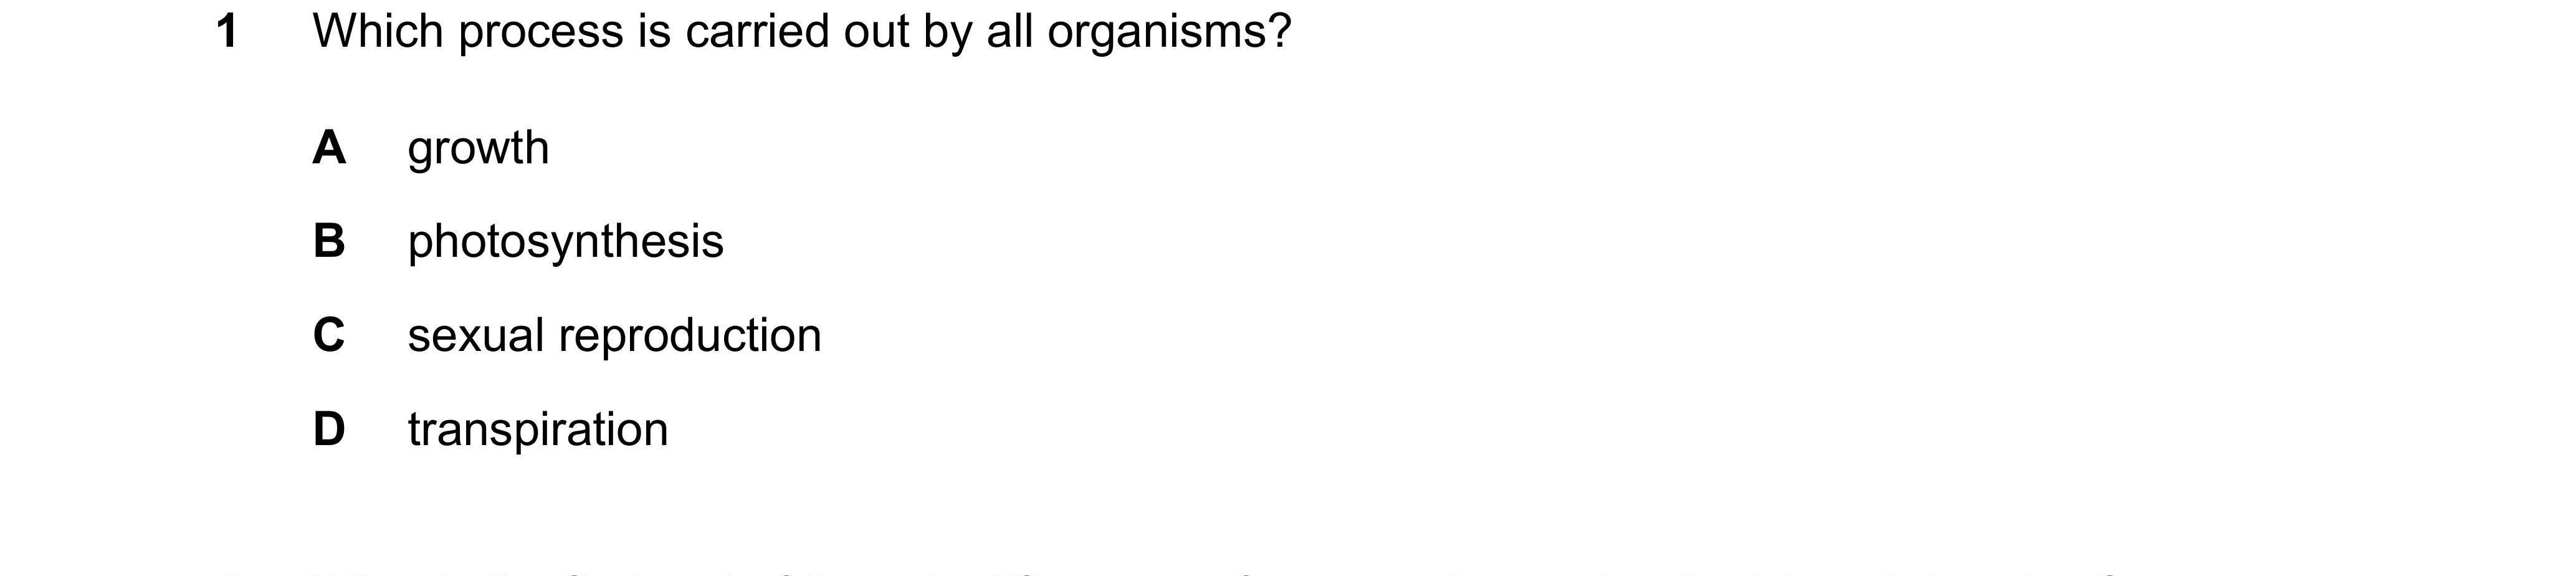 1 Which process is carried out by all organisms?
A growth
B photosynthesis
C sexual reproduction
D transpiration